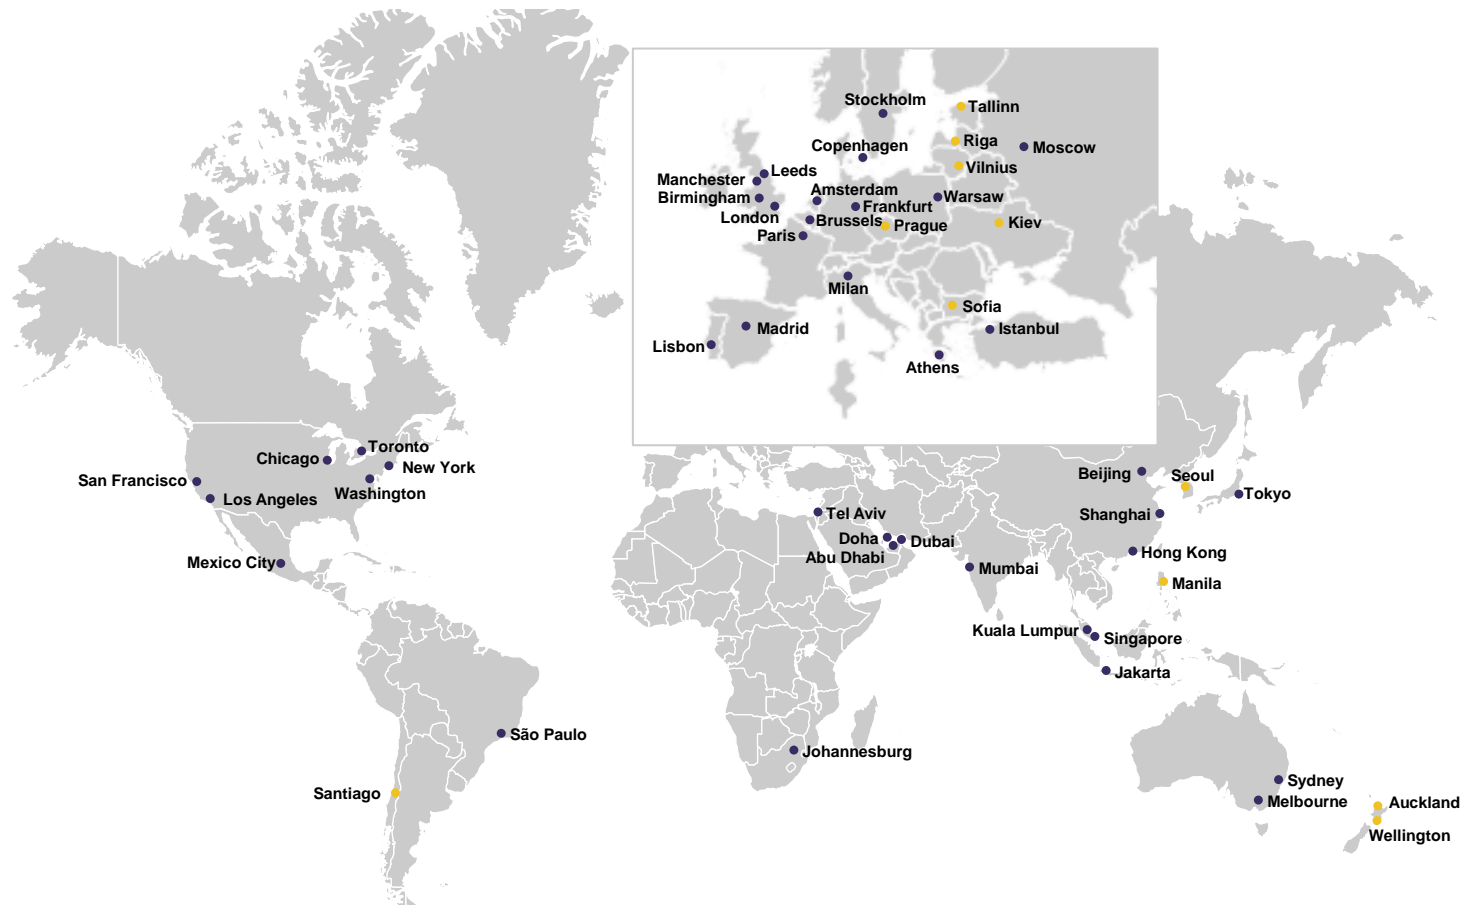 Stockholm
Tallinn
Copenhagen
Riga
Moscow
Leeds
Vilnius
Manchester
Amsterdam
Birmingham
Warsaw
Frankfurt
London
Brussels
Prague
Kiev
Paris
Milan
Sofia
Madrid
Istanbul
Lisbon
Athens
Toronto
Chicago
New York
San Francisco
Washington
Los Angeles
Mexico City
Beijing
Seoul
Tokyo
Tel Aviv
Shanghai
Doha
Dubai
Abu Dhabi
Hong Kong
Mumbai
Manila
Kuala Lumpur
Singapore
Jakarta
São Paulo
Johannesburg
Santiago
Sydney
Melbourne
Auckland
Wellington